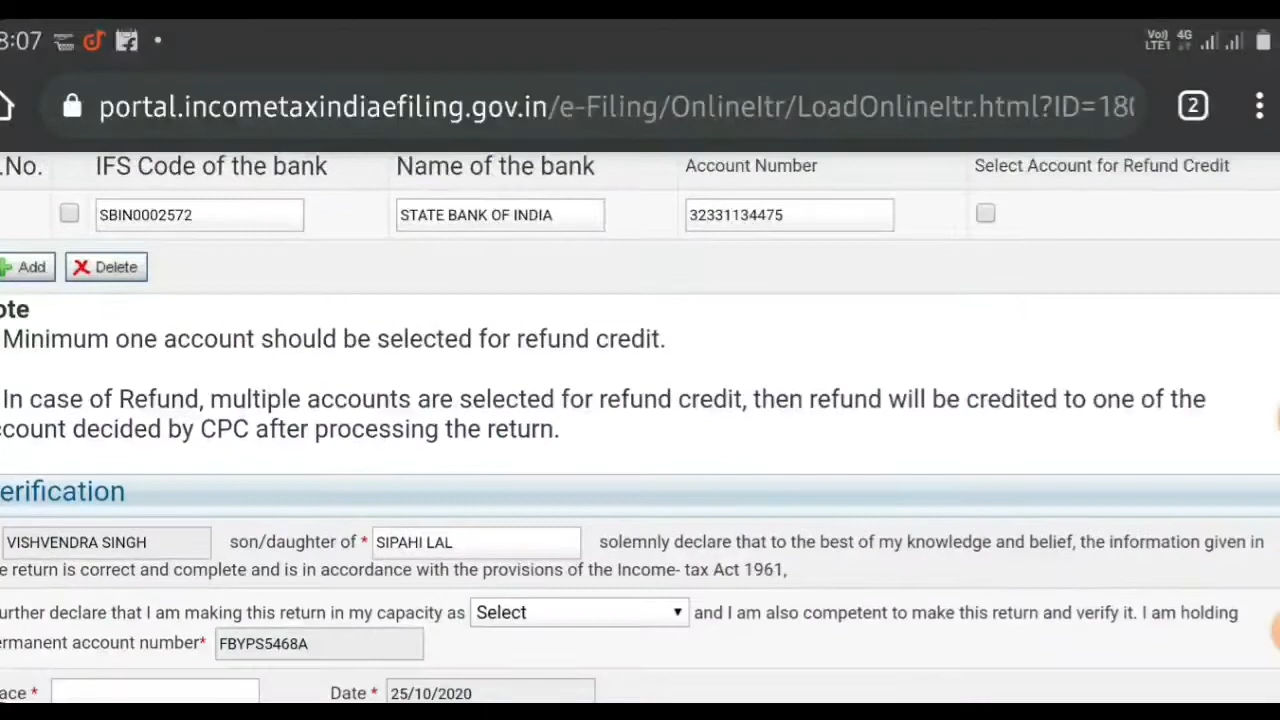 8:07 Vo) 4G
LTE1
portal.incometaxindiaefiling.gov.in/e-Filing/OnlineItr/LoadOnlineItr.html?ID=180 2
.No. IFS Code of the bank Name of the bank Account Number Select Account for Refund Credit
SBIN0002572 STATE BANK OF INDIA 32331134475
Add Delete
ote
Minimum one account should be selected for refund credit.
In case of Refund, multiple accounts are selected for refund credit, then refund will be credited to one of the
ccount decided by CPC after processing the return.
erification
VISHVENDRA SINGH son/daughter of * SIPAHI LAL solemnly declare that to the best of my knowledge and belief, the information given in
e return is correct and complete and is in accordance with the provisions of the Income- tax Act 1961,
urther declare that I am making this return in my capacity as Select and I am also competent to make this return and verify it. I am holding
ermanent account number* FBYPS5468A
ace * Date * 25/10/2020